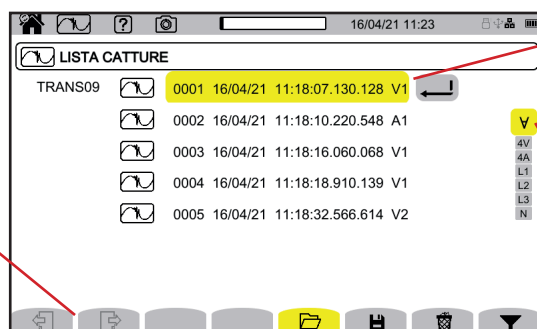 16/04/21 11:23
LISTA CATTURE
TRANS09 0001 16/04/21 11:18:07.130.128 V1
0002 16/04/21 11:18:10.220.548 A1
0003 16/04/21 11:18:16.060.068 V1
0004 16/04/21 11:18:18.910.139 V1
0005 16/04/21 11:18:32.566.614 V2
∀
4V
4A
L1
L2
L3
N